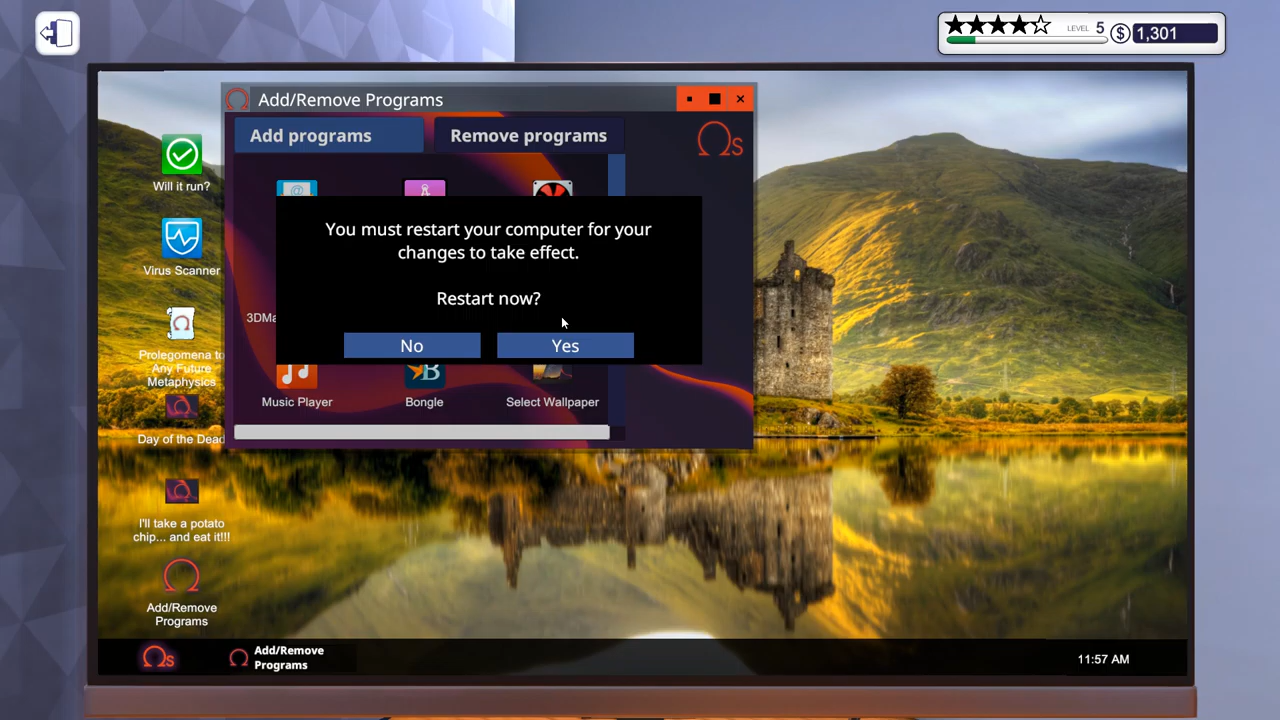 LEVEL 5
$ 1,301
Add/Remove Programs
Add programs
Remove programs
Ωs
Will it run?
Virus Scanner
Prolegomena to
Any Future
Metaphysics
Day of the Dead
I'll take a potato
chip... and eat it!!!
Add/Remove
Programs
You must restart your computer for your
changes to take effect.
Restart now?
No
Yes
3DMa
Music Player
Bongle
Select Wallpaper
Ωs
Add/Remove
Programs
11:57 AM